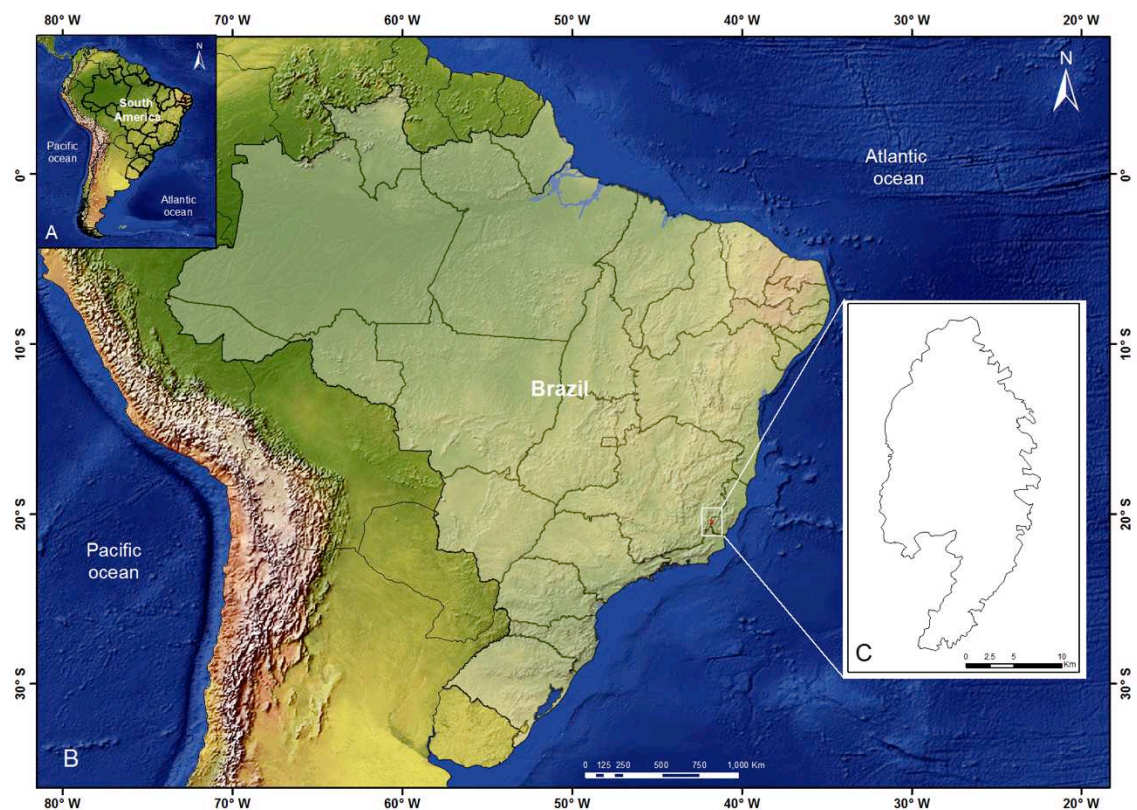 80° W 70° W 60° W 50° W 40° W 30° W 20° W
N
South
America
Pacific
ocean
Atlantic
ocean
A
N
Atlantic
ocean
0°
0°
10° S
10° S
Brazil
20° S
20° S
Pacific
ocean
C
0 2.5 5 10
Km
30° S
30° S
B
0 125 250 500 750 1,000 Km
80° W 70° W 60° W 50° W 40° W 30° W 20° W